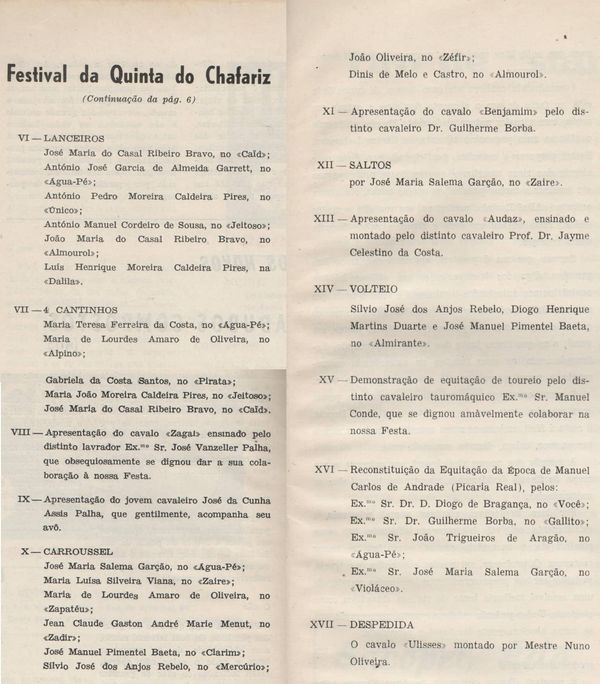 Festival da Quinta do Chafariz
(Continuação da pág. 6)
VI — LANCEIROS
José Maria do Casal Ribeiro Bravo, no «Caïd»;
António José Garcia de Almeida Garrett, no
«Agua-Pé»;
António Pedro Moreira Caldeira Pires, no
«Único»;
António Manuel Cordeiro de Sousa, no «Jeitoso»;
João Maria do Casal Ribeiro Bravo, no
«Almourol»;
Luís Henrique Moreira Caldeira Pires, na
«Dalila».
VII — 4 CANTINHOS
Maria Teresa Ferreira da Costa, no «Agua-Pé»;
Maria de Lourdes Amaro de Oliveira, no
«Alpino»;
Gabriela da Costa Santos, no «Pirata»;
Maria João Moreira Caldeira Pires, no «Jeitoso»;
José Maria do Casal Ribeiro Bravo, no «Caïd».
VIII — Apresentação do cavalo «Zagal» ensinado pelo
distinto lavrador Ex.mo Sr. José Vanzeller Palha,
que obsequiosamente se dignou dar a sua cola-
boração à nossa Festa.
IX — Apresentação do jovem cavaleiro José da Cunha
Assis Palha, que gentilmente, acompanha seu
avô.
X — CARROUSSEL
José Maria Salema Garção, no «Agua-Pé»;
Maria Luísa Silveira Viana, no «Zaire»;
Maria de Lourdes Amaro de Oliveira, no
«Zapatéu»;
Jean Claude Gaston André Marie Menut, no
«Zadir»;
José Manuel Pimentel Baeta, no «Clarim»;
Sílvio José dos Anjos Rebelo, no «Mercúrio»;
João Oliveira, no «Zéfir»;
Dinis de Melo e Castro, no «Almourol».
XI — Apresentação do cavalo «Benjamim» pelo dis-
tinto cavaleiro Dr. Guilherme Borba.
XII — SALTOS
por José Maria Salema Garção, no «Zaire».
XIII — Apresentação do cavalo «Audaz», ensinado e
montado pelo distinto cavaleiro Prof. Dr. Jayme
Celestino da Costa.
XIV — VOLTEIO
Sílvio José dos Anjos Rebelo, Diogo Henrique
Martins Duarte e José Manuel Pimentel Baeta,
no «Almirante».
XV — Demonstração de equitação de toureio pelo dis-
tinto cavaleiro tauromáquico Ex.mo Sr. Manuel
Conde, que se dignou amàvelmente colaborar na
nossa Festa.
XVI — Reconstituição da Equitação da Época de Manuel
Carlos de Andrade (Picaria Real), pelos:
Ex.mo Sr. Dr. D. Diogo de Bragança, no «Você»;
Ex.mo Sr. Dr. Guilherme Borba, no «Gallito»;
Ex.mo Sr. João Trigueiros de Aragão, no
«Agua-Pé»;
Ex.mo Sr. José Maria Salema Garção, no
«Violáceo».
XVII — DESPEDIDA
O cavalo «Ulisses» montado por Mestre Nuno
Oliveira.